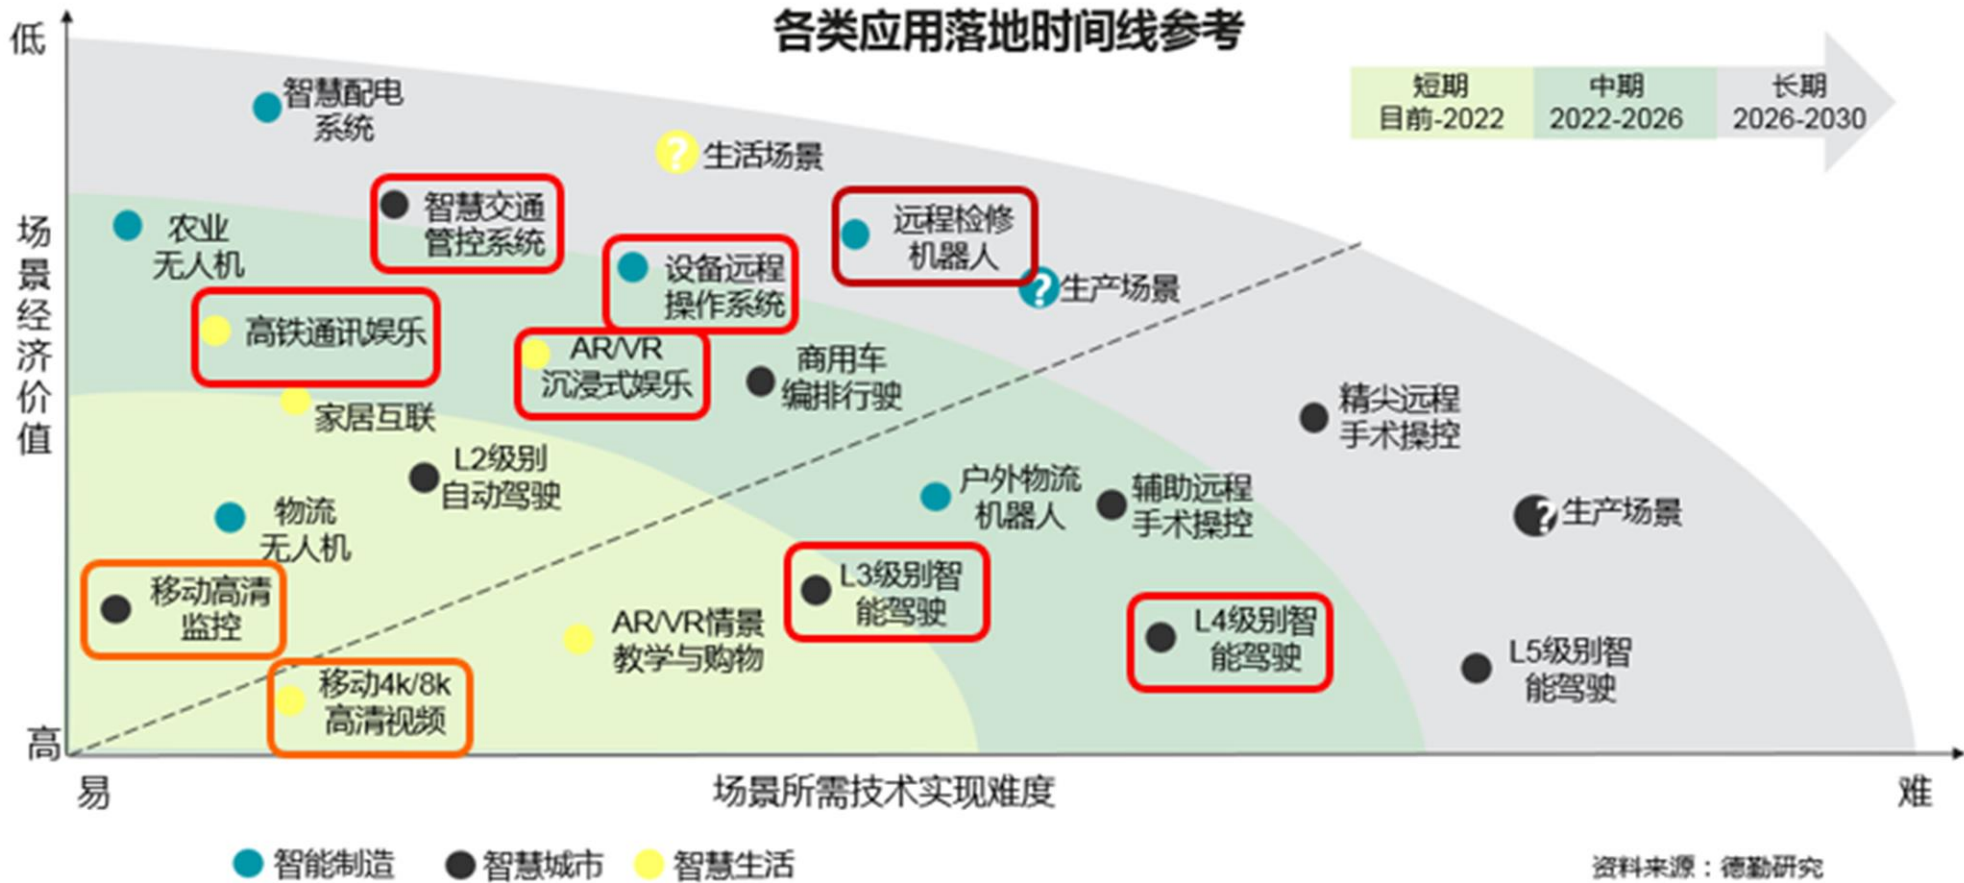 各类应用落地时间线参考
低
短期
目前-2022
中期
2022-2026
长期
2026-2030
智慧配电
系统
?
生活场景
智慧交通
管控系统
远程检修
机器人
农业
无人机
设备远程
操作系统
?
生产场景
高铁通讯娱乐
AR/VR
沉浸式娱乐
商用车
编排行驶
家居互联
精尖远程
手术操控
L2级别
自动驾驶
户外物流
机器人
辅助远程
手术操控
?
生产场景
物流
无人机
移动高清
监控
L3级别智
能驾驶
AR/VR情景
教学与购物
L4级别智
能驾驶
L5级别智
能驾驶
移动4k/8k
高清视频
场景经济价值
高
易
场景所需技术实现难度
难
智能制造
智慧城市
智慧生活
资料来源：德勤研究